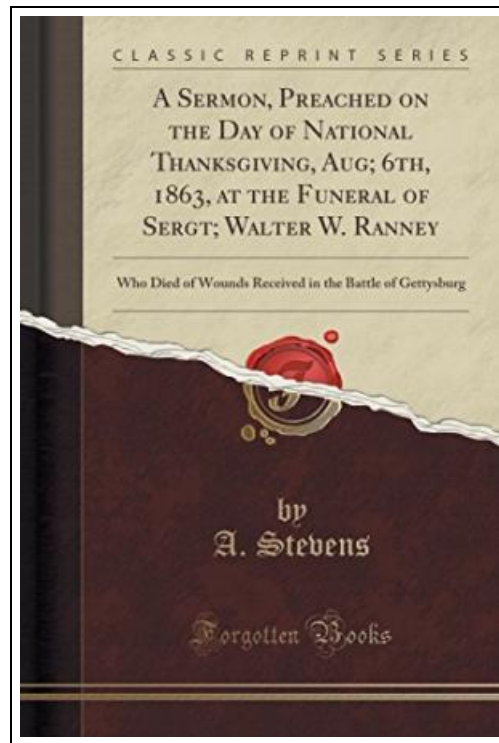 CLASSIC REPRINT SERIES
A SERMON, PREACHED ON
THE DAY OF NATIONAL
THANKSGIVING, AUG; 6TH,
1863, AT THE FUNERAL OF
SERGT; WALTER W. RANNEY
Who Died of Wounds Received in the Battle of Gettysburg
by
A. Stevens
Forgotten Books